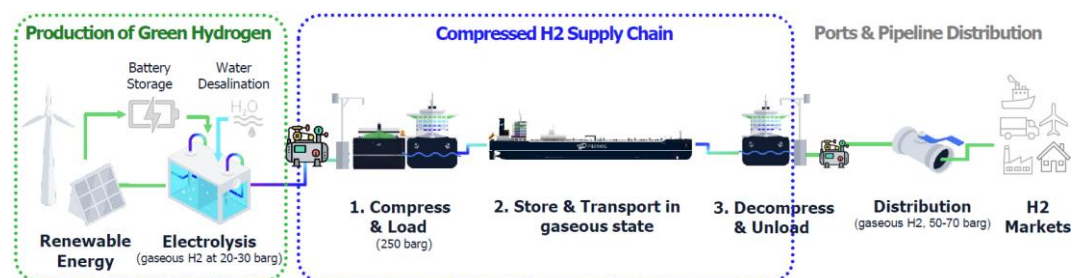 Production of Green Hydrogen
Compressed H2 Supply Chain
Ports & Pipeline Distribution
Battery
Storage
Water
Desalination
H₂O
Renewable
Energy
Electrolysis
(gaseous H2 at 20-30 barg)
1. Compress
& Load
(250 barg)
2. Store & Transport in
gaseous state
3. Decompress
& Unload
Distribution
(gaseous H2, 50-70 barg)
H2
Markets